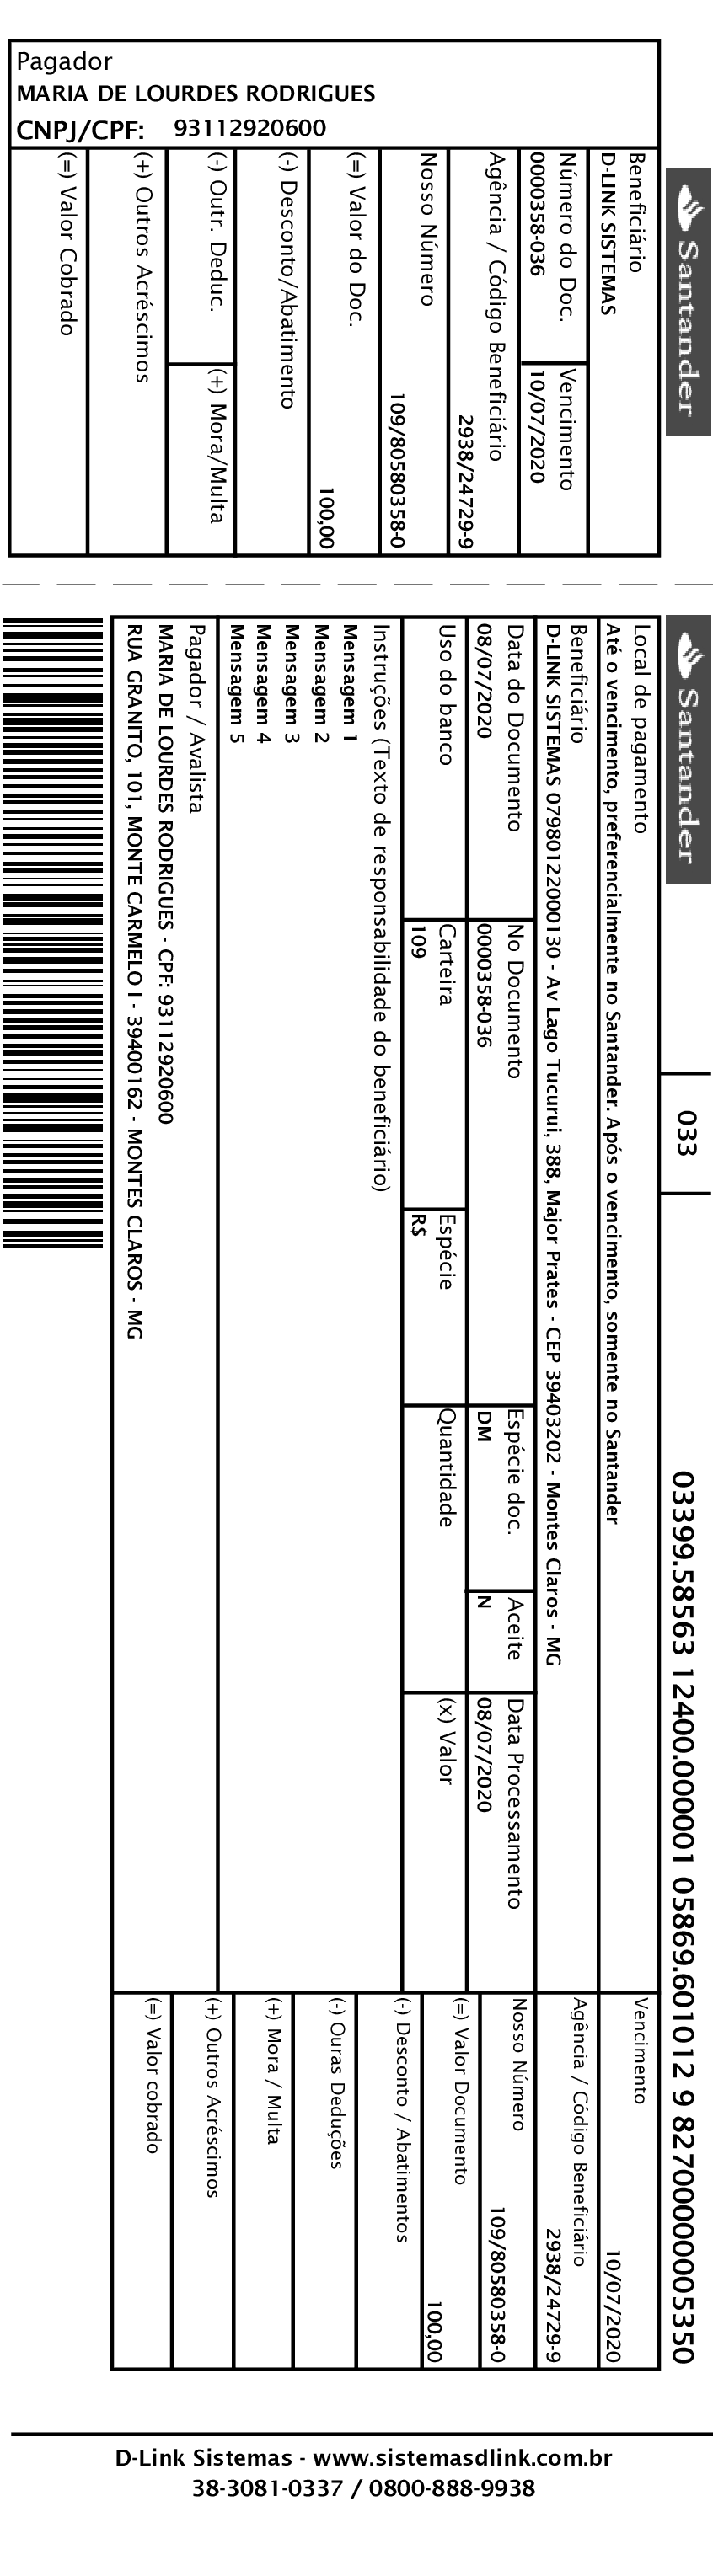 Pagador
MARIA DE LOURDES RODRIGUES
CNPJ/CPF: 93112920600
Santander
Beneficiário
D-LINK SISTEMAS
Número do Doc.
0000358-036
Vencimento
10/07/2020
Agência / Código Beneficiário
2938/24729-9
Nosso Número
109/80580358-0
(=) Valor do Doc.
100,00
(-) Desconto/Abatimento
(-) Outr. Deduc.
(+) Mora/Multa
(+) Outros Acréscimos
(=) Valor Cobrado
Santander
033
03399.58563 12400.000001 05869.601012 9 82700000005350
Local de pagamento
Até o vencimento, preferencialmente no Santander. Após o vencimento, somente no Santander
Vencimento
10/07/2020
Beneficiário
D-LINK SISTEMAS 07980122000130 - Av Lago Tucurui, 388, Major Prates - CEP 39403202 - Montes Claros - MG
Agência / Código Beneficiário
2938/24729-9
Data do Documento
08/07/2020
No Documento
0000358-036
Espécie doc.
DM
Aceite
N
Data Processamento
08/07/2020
Nosso Número
109/80580358-0
Uso do banco
Carteira
109
Espécie
R$
Quantidade
(x) Valor
(=) Valor Documento
100,00
Instruções (Texto de responsabilidade do beneficiário)
Mensagem 1
Mensagem 2
Mensagem 3
Mensagem 4
Mensagem 5
(-) Desconto / Abatimentos
(-) Ouras Deduções
(+) Mora / Multa
(+) Outros Acréscimos
(=) Valor cobrado
Pagador / Avalista
MARIA DE LOURDES RODRIGUES - CPF: 93112920600
RUA GRANITO, 101, MONTE CARMELO I - 39400162 - MONTES CLAROS - MG
D-Link Sistemas - www.sistemasdlink.com.br
38-3081-0337 / 0800-888-9938